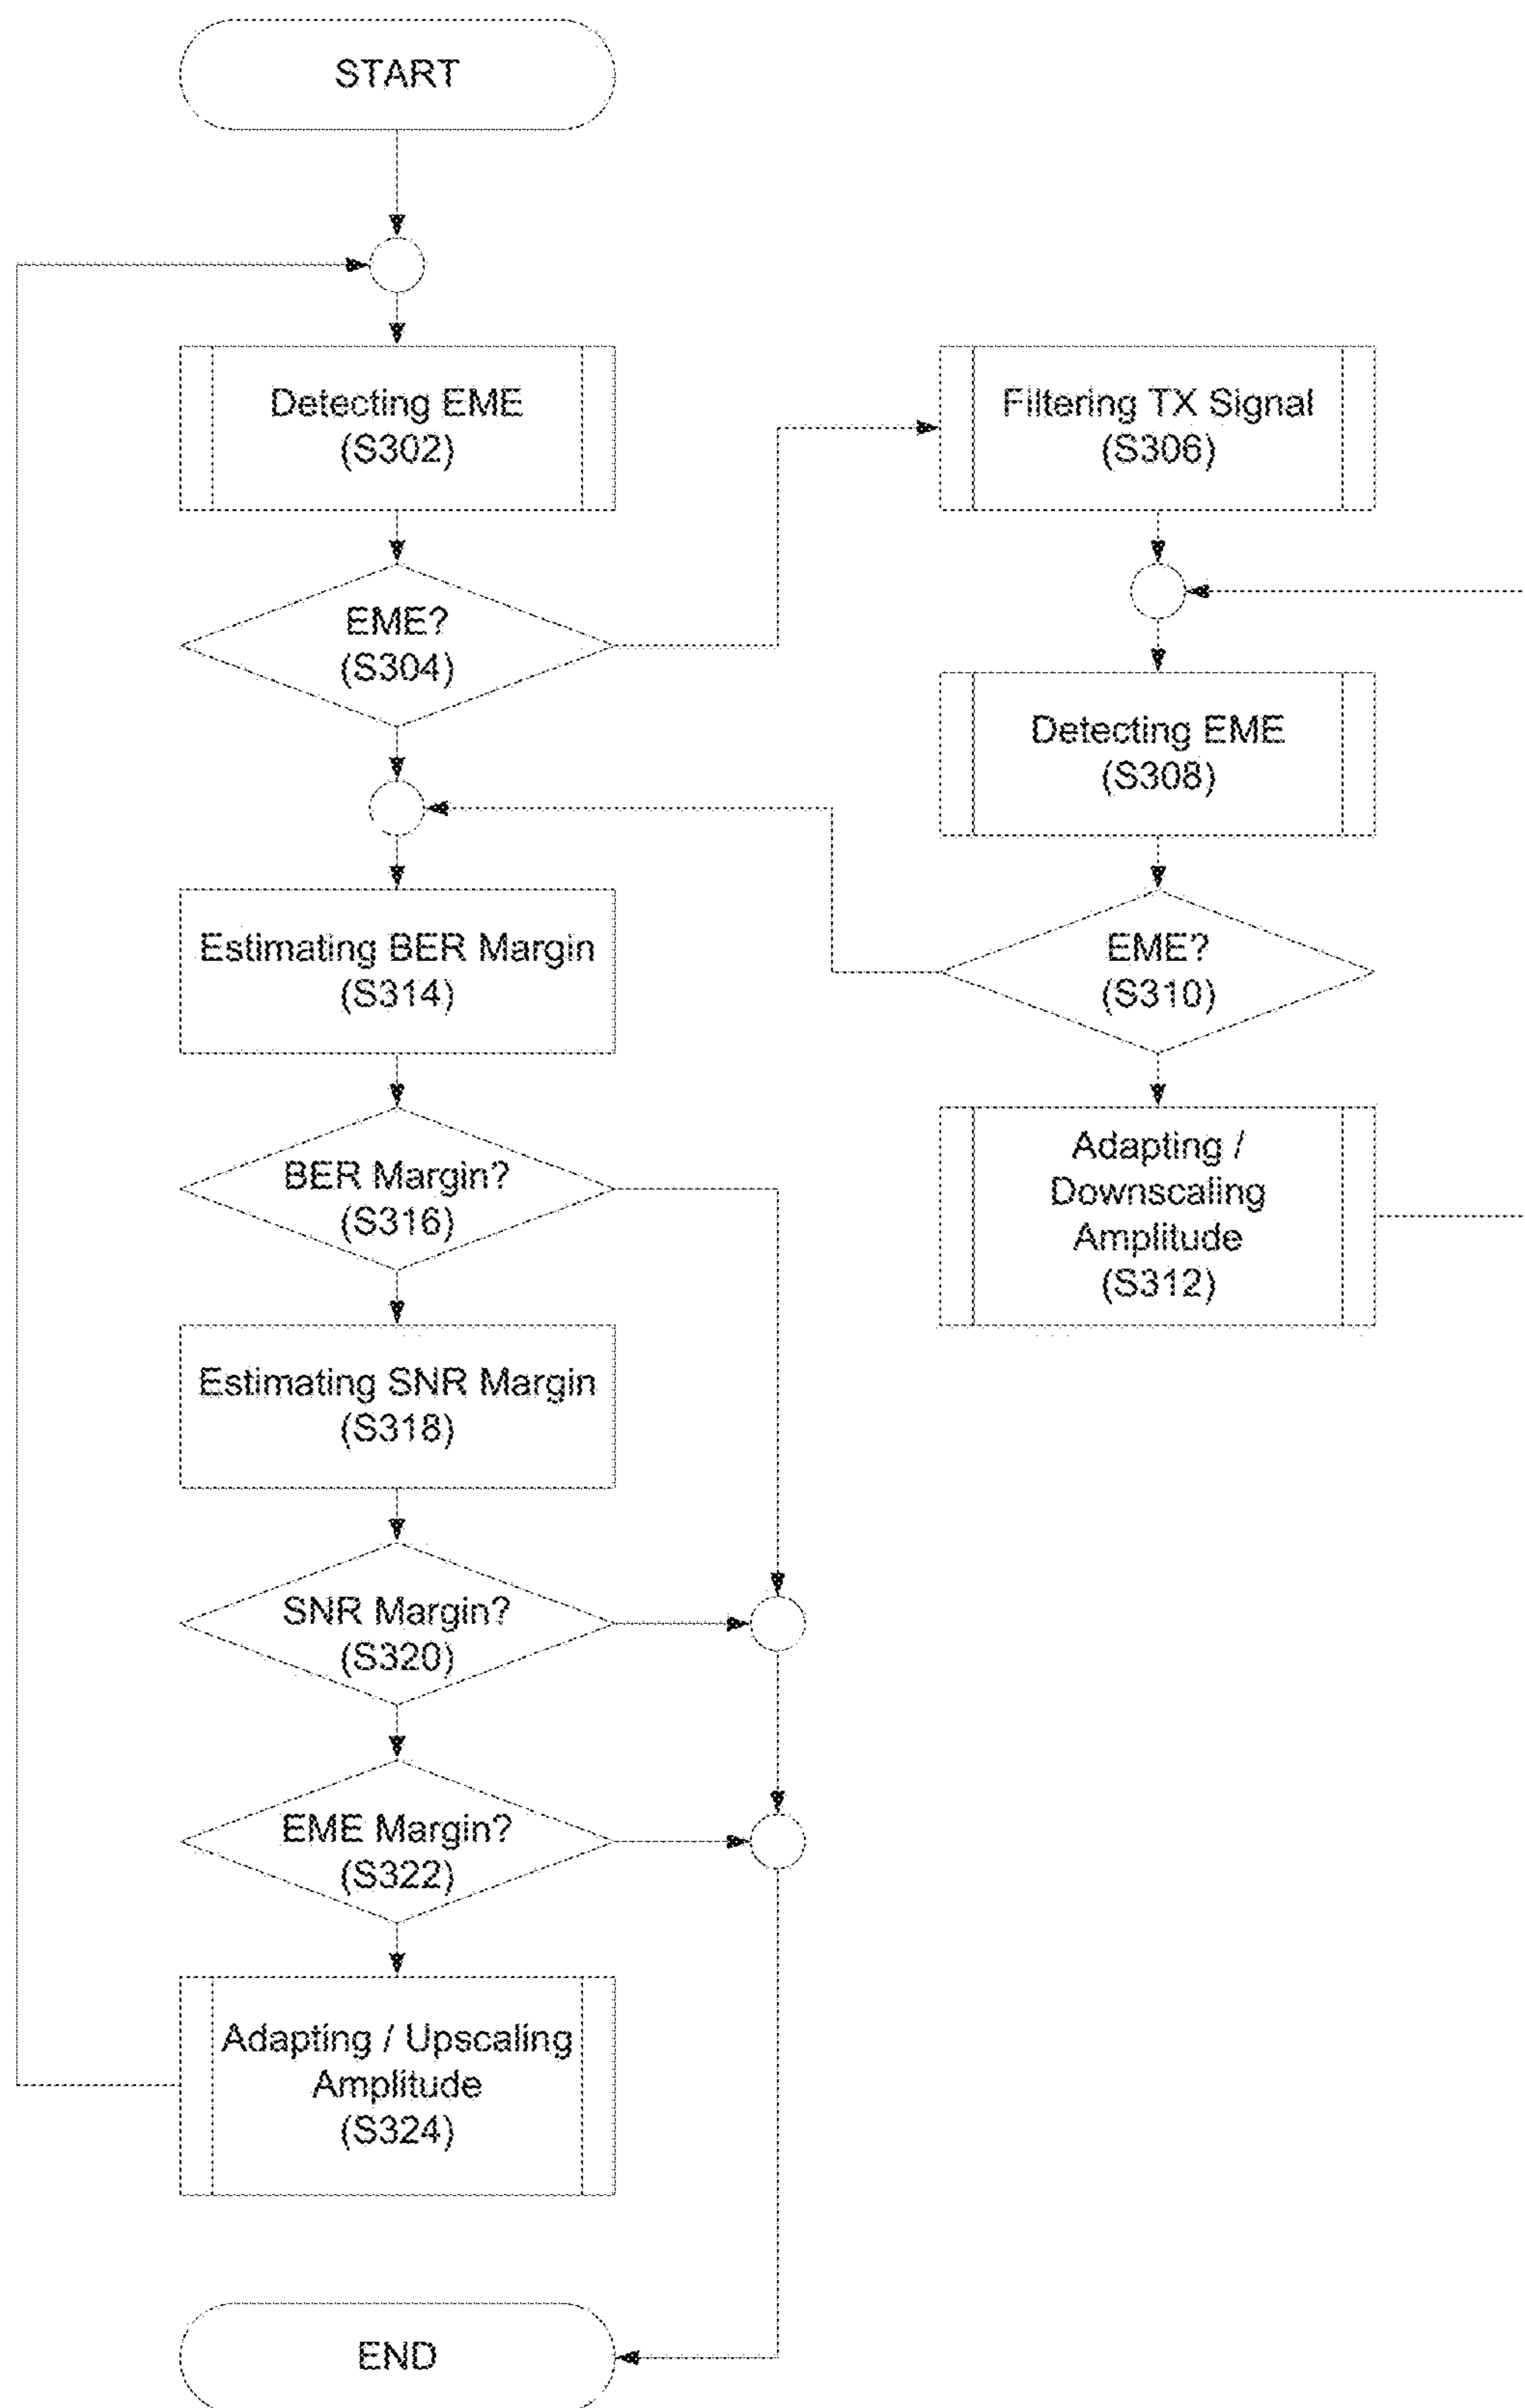 START
Detecting EME
(S302)
EME?
(S304)
Filtering TX Signal
(S306)
Detecting EME
(S308)
EME?
(S310)
Adapting /
Downscaling
Amplitude
(S312)
Estimating BER Margin
(S314)
BER Margin?
(S316)
Estimating SNR Margin
(S318)
SNR Margin?
(S320)
EME Margin?
(S322)
Adapting / Upscaling
Amplitude
(S324)
END